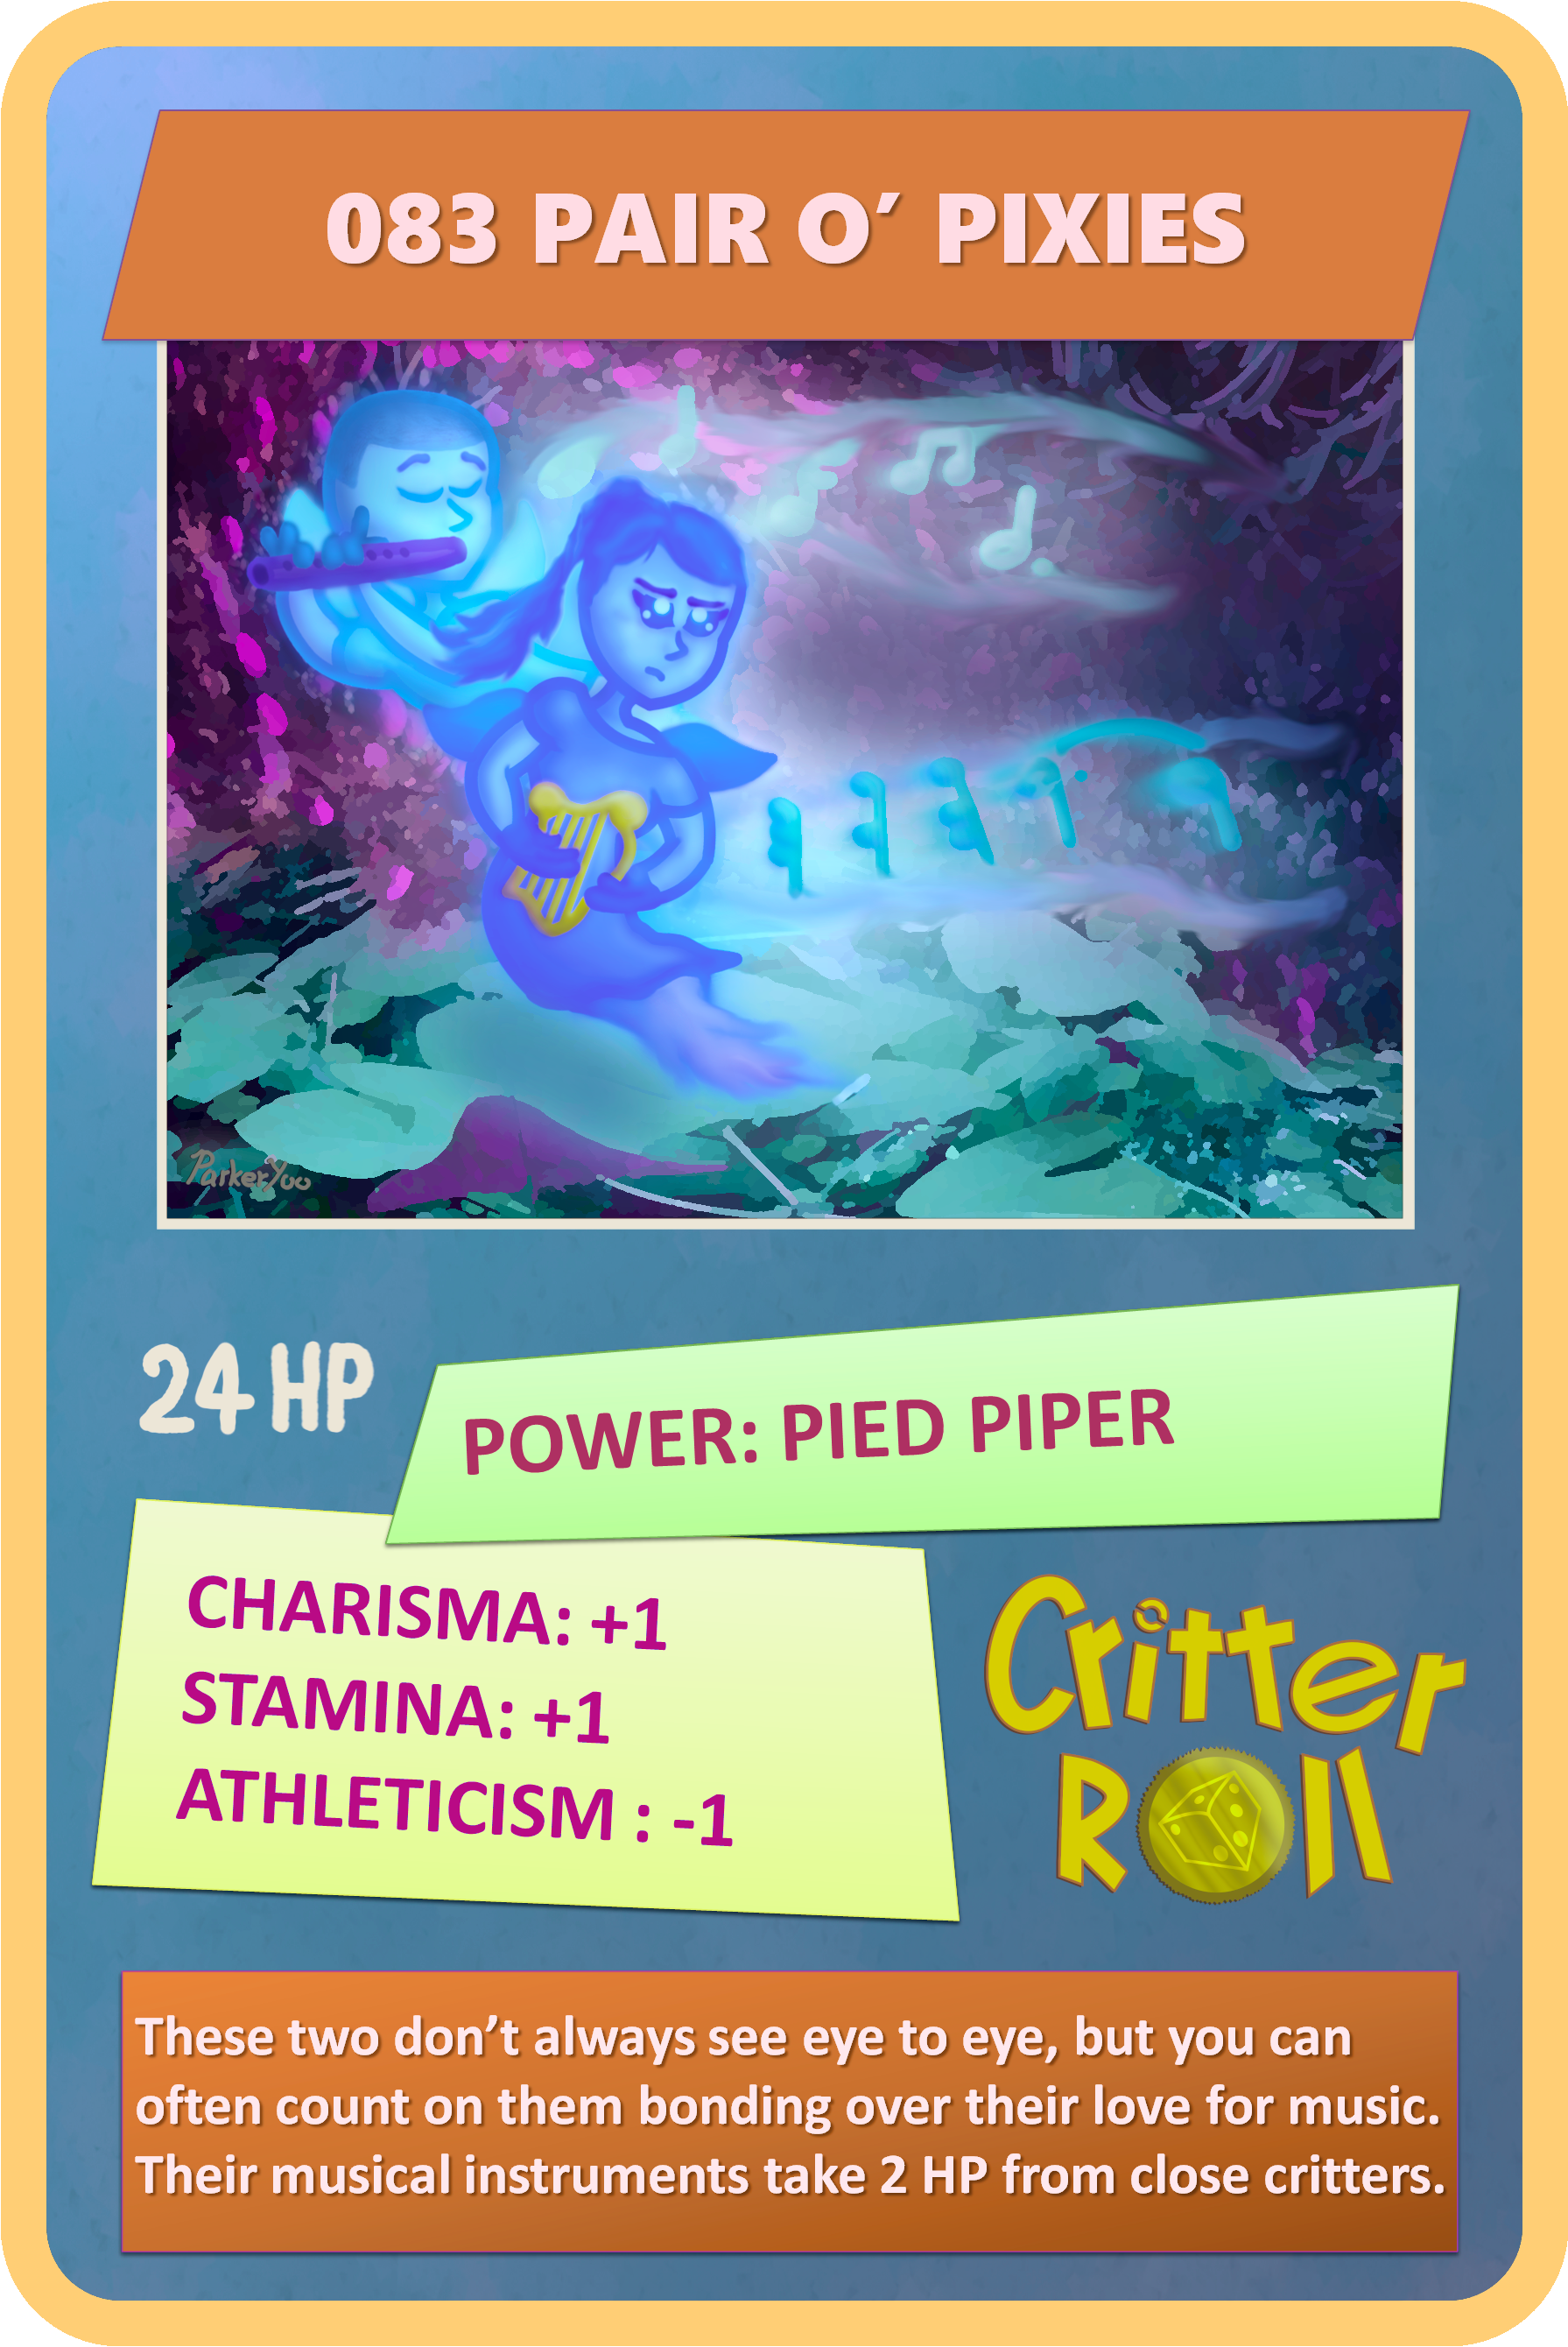 083 PAIR O’ PIXIES
ParkerYoo
24 HP
POWER: PIED PIPER
CHARISMA: +1
STAMINA: +1
ATHLETICISM : -1
Critter
Roll
These two don’t always see eye to eye, but you can
often count on them bonding over their love for music.
Their musical instruments take 2 HP from close critters.